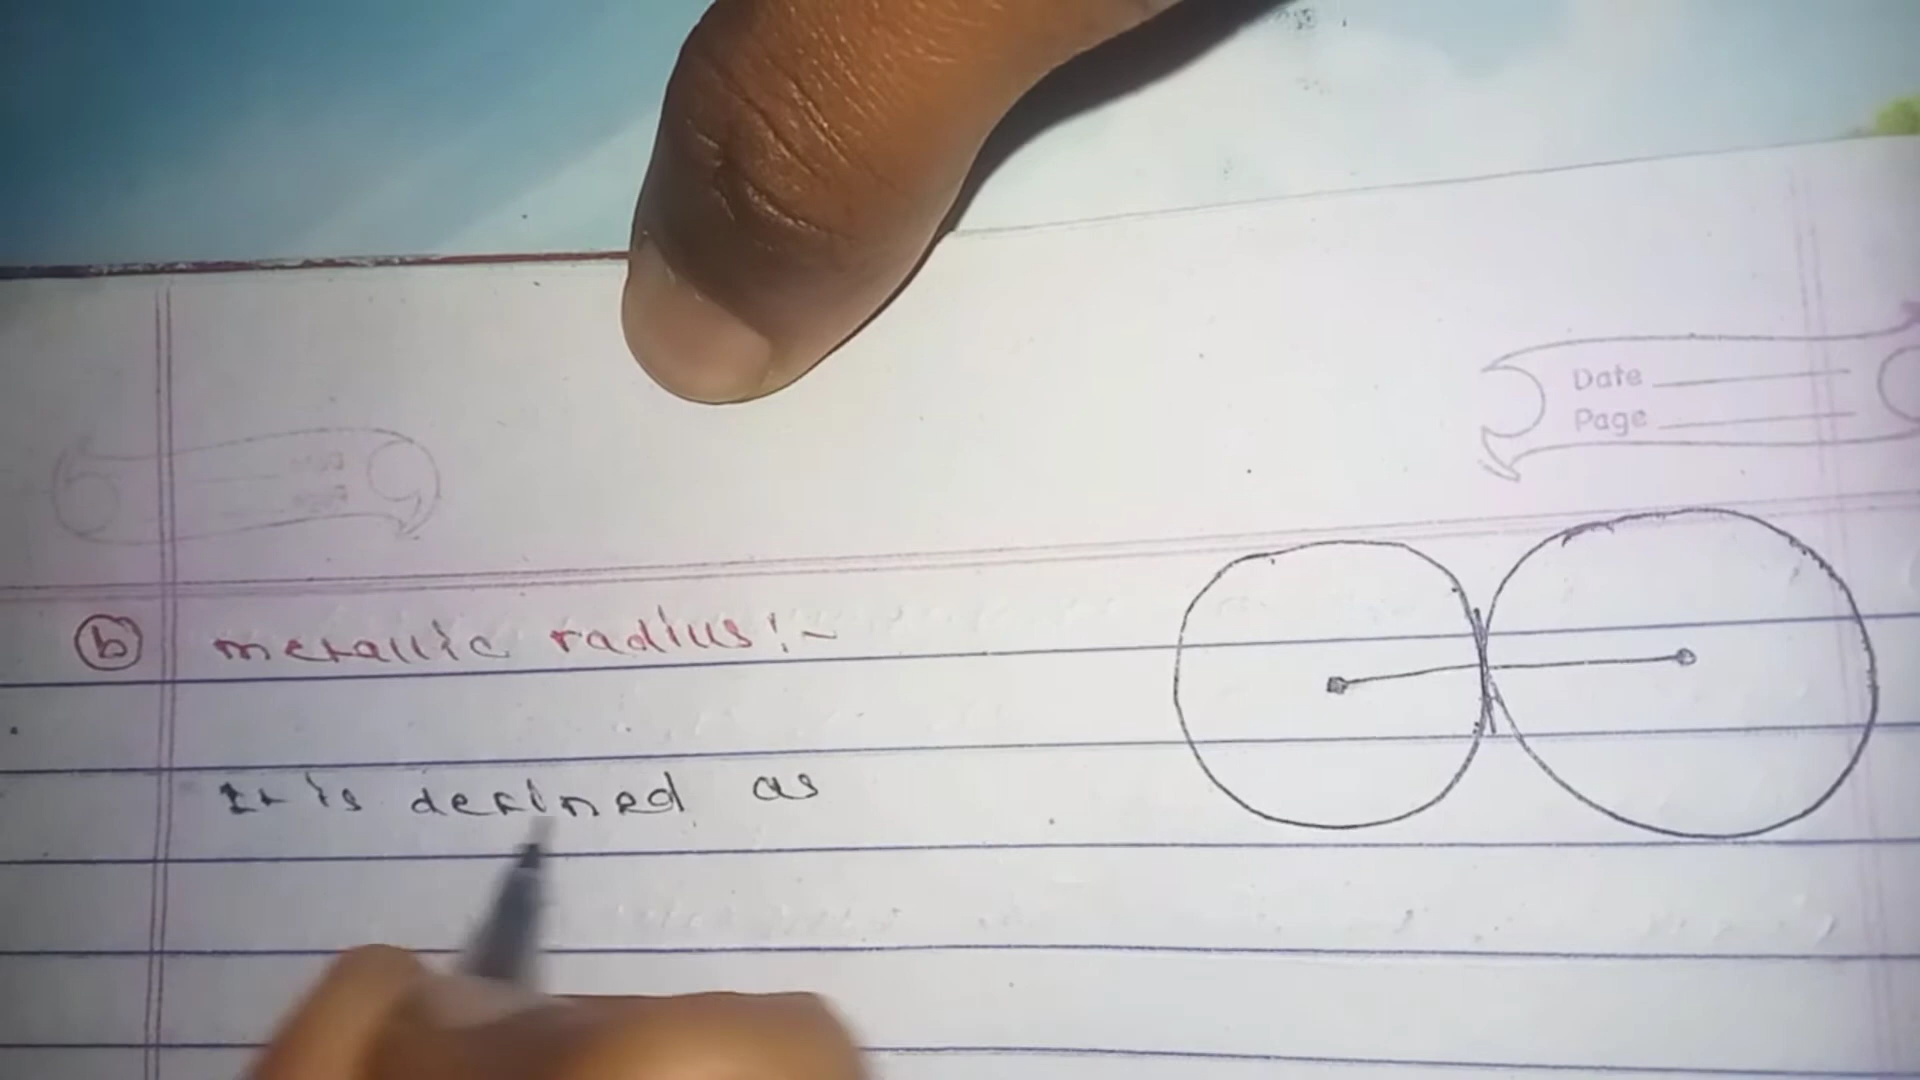 Date
Page
b metallic radius:-
It is defined as